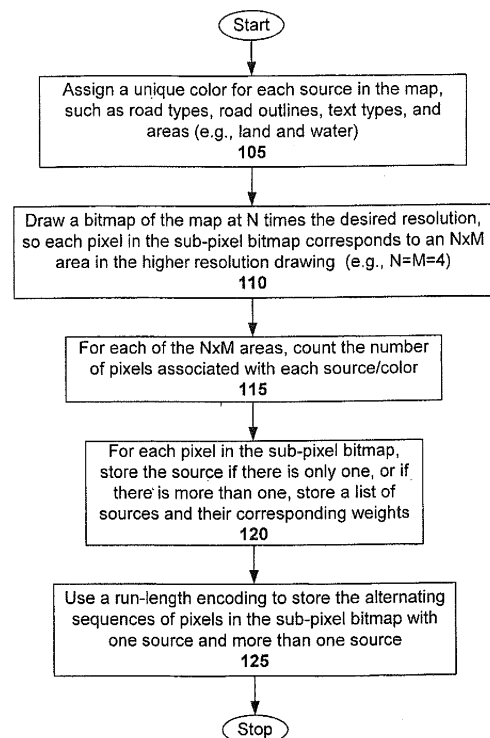 Start
Assign a unique color for each source in the map,
such as road types, road outlines, text types, and
areas (e.g., land and water)
105
Draw a bitmap of the map at N times the desired resolution,
so each pixel in the sub-pixel bitmap corresponds to an NxM
area in the higher resolution drawing (e.g., N=M=4)
110
For each of the NxM areas, count the number
of pixels associated with each source/color
115
For each pixel in the sub-pixel bitmap,
store the source if there is only one, or if
there is more than one, store a list of
sources and their corresponding weights
120
Use a run-length encoding to store the alternating
sequences of pixels in the sub-pixel bitmap with
one source and more than one source
125
Stop